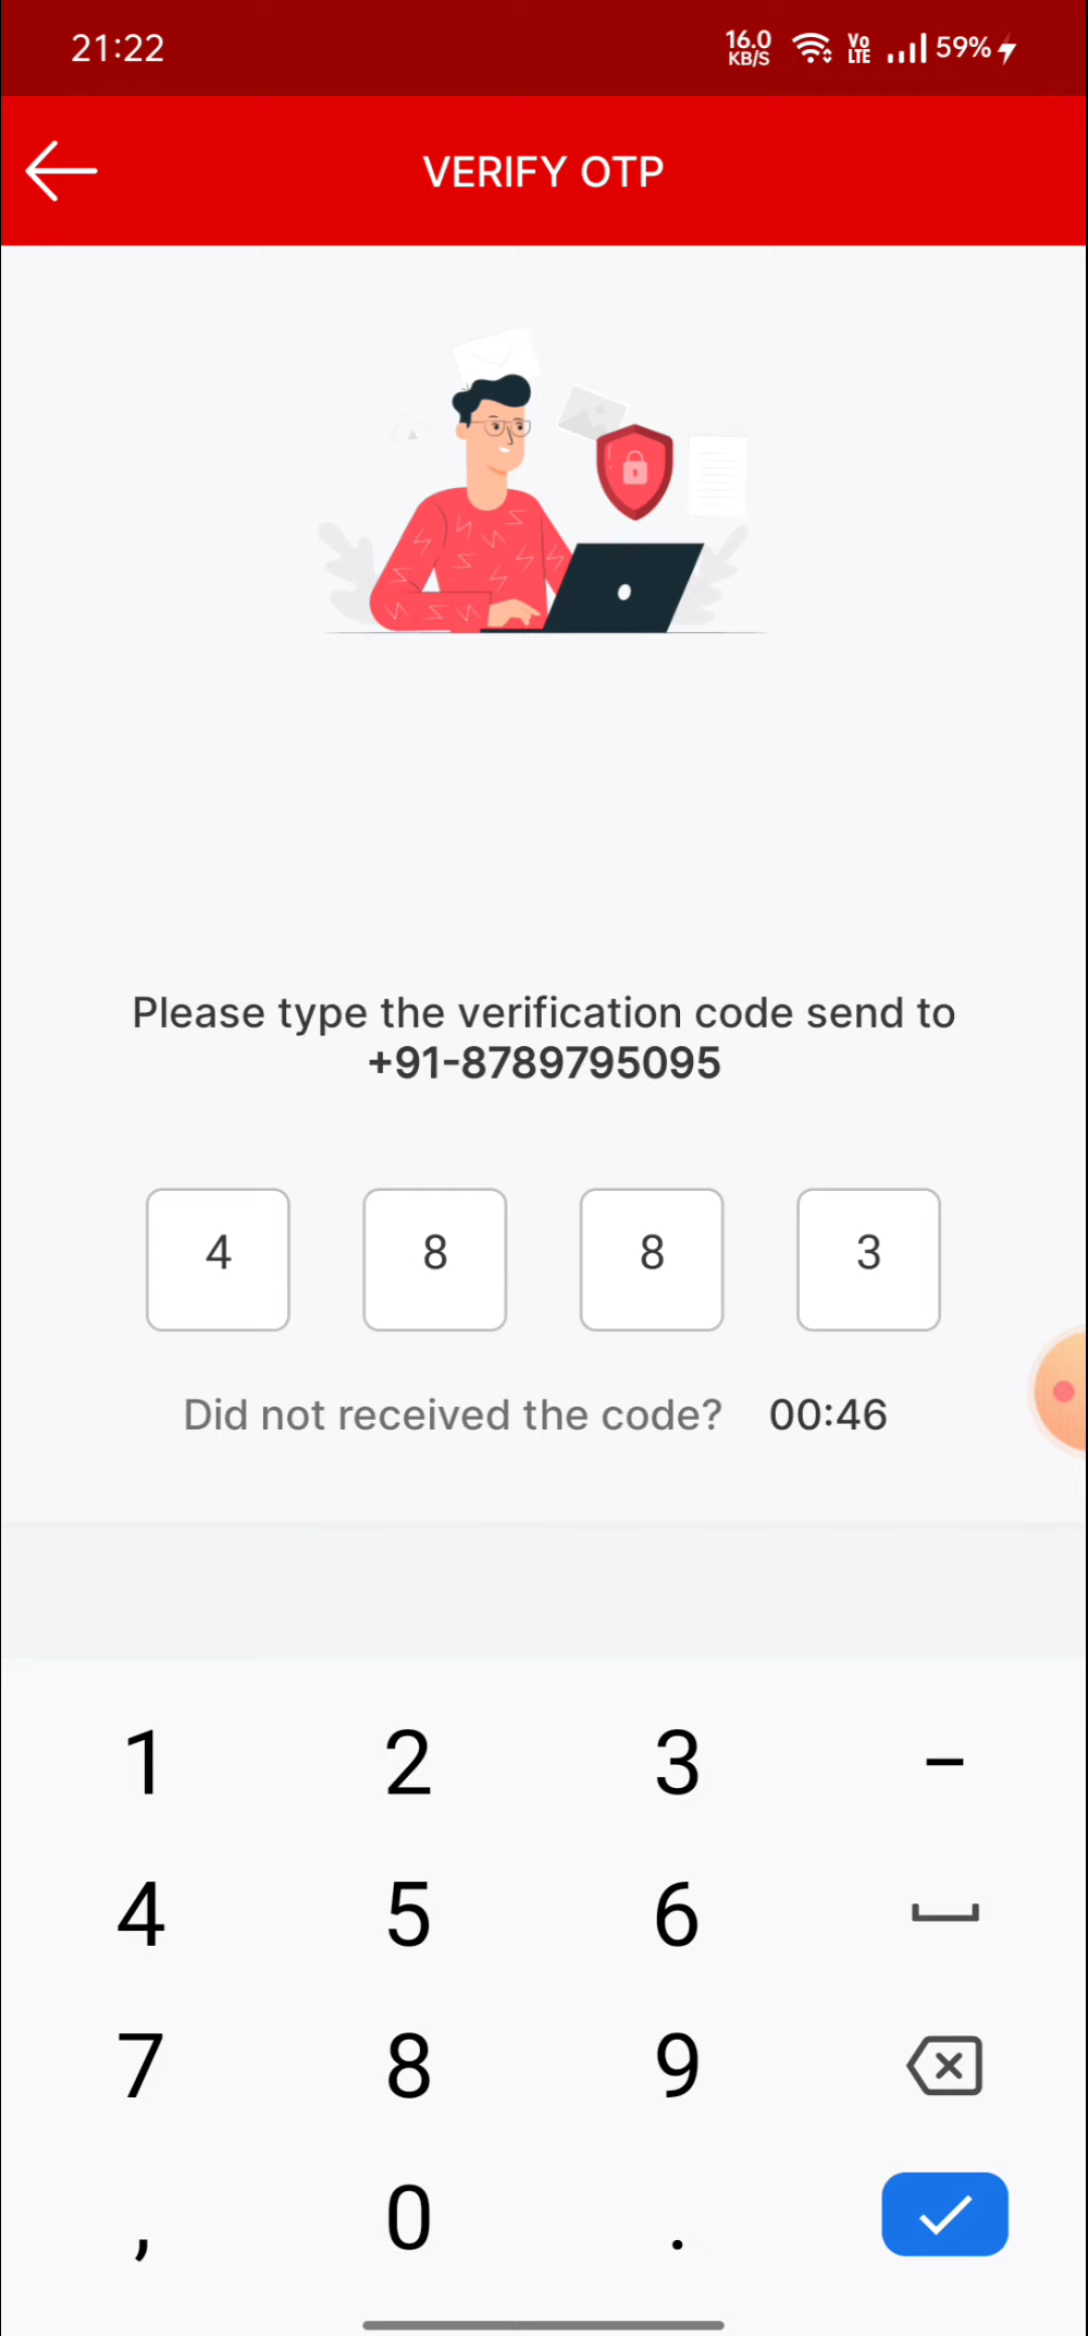 21:22
16.0 KB/S Vo LTE 59%
VERIFY OTP
Please type the verification code send to
+91-8789795095
4 8 8 3
Did not received the code? 00:46
1 2 3 –
4 5 6
7 8 9
, 0 .